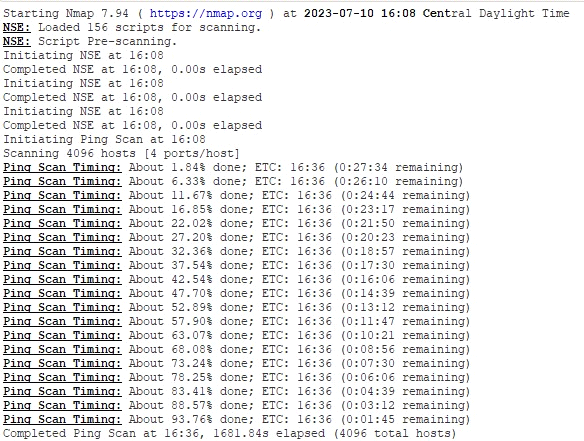 Starting Nmap 7.94 ( https://nmap.org ) at 2023-07-10 16:08 Central Daylight Time
NSE: Loaded 156 scripts for scanning.
NSE: Script Pre-scanning.
Initiating NSE at 16:08
Completed NSE at 16:08, 0.00s elapsed
Initiating NSE at 16:08
Completed NSE at 16:08, 0.00s elapsed
Initiating NSE at 16:08
Completed NSE at 16:08, 0.00s elapsed
Initiating Ping Scan at 16:08
Scanning 4096 hosts [4 ports/host]
Ping Scan Timing: About 1.84% done; ETC: 16:36 (0:27:34 remaining)
Ping Scan Timing: About 6.33% done; ETC: 16:36 (0:26:10 remaining)
Ping Scan Timing: About 11.67% done; ETC: 16:36 (0:24:44 remaining)
Ping Scan Timing: About 16.85% done; ETC: 16:36 (0:23:17 remaining)
Ping Scan Timing: About 22.02% done; ETC: 16:36 (0:21:50 remaining)
Ping Scan Timing: About 27.20% done; ETC: 16:36 (0:20:23 remaining)
Ping Scan Timing: About 32.36% done; ETC: 16:36 (0:18:57 remaining)
Ping Scan Timing: About 37.54% done; ETC: 16:36 (0:17:30 remaining)
Ping Scan Timing: About 42.54% done; ETC: 16:36 (0:16:06 remaining)
Ping Scan Timing: About 47.70% done; ETC: 16:36 (0:14:39 remaining)
Ping Scan Timing: About 52.89% done; ETC: 16:36 (0:13:12 remaining)
Ping Scan Timing: About 57.90% done; ETC: 16:36 (0:11:47 remaining)
Ping Scan Timing: About 63.07% done; ETC: 16:36 (0:10:21 remaining)
Ping Scan Timing: About 68.08% done; ETC: 16:36 (0:08:56 remaining)
Ping Scan Timing: About 73.24% done; ETC: 16:36 (0:07:30 remaining)
Ping Scan Timing: About 78.25% done; ETC: 16:36 (0:06:06 remaining)
Ping Scan Timing: About 83.41% done; ETC: 16:36 (0:04:39 remaining)
Ping Scan Timing: About 88.57% done; ETC: 16:36 (0:03:12 remaining)
Ping Scan Timing: About 93.76% done; ETC: 16:36 (0:01:45 remaining)
Completed Ping Scan at 16:36, 1681.84s elapsed (4096 total hosts)